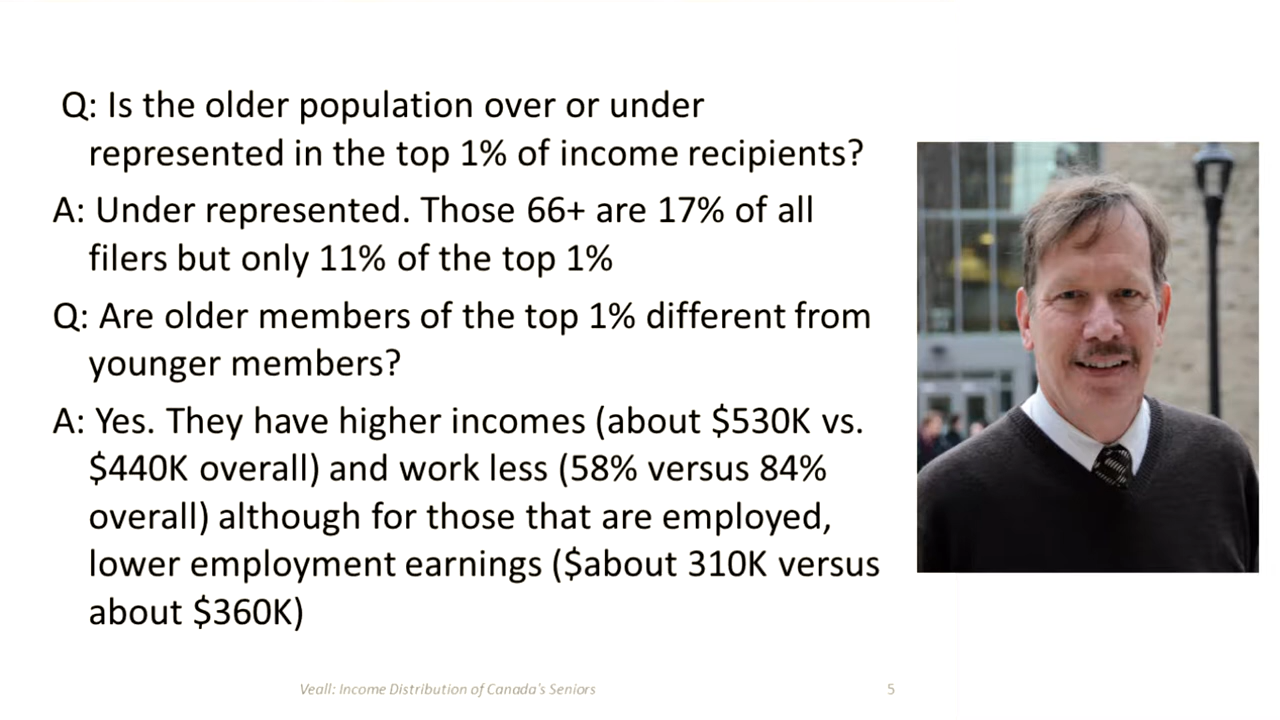 Q: Is the older population over or under
represented in the top 1% of income recipients?
A: Under represented. Those 66+ are 17% of all
filers but only 11% of the top 1%
Q: Are older members of the top 1% different from
younger members?
A: Yes. They have higher incomes (about $530K vs.
$440K overall) and work less (58% versus 84%
overall) although for those that are employed,
lower employment earnings ($about 310K versus
about $360K)
Veall: Income Distribution of Canada's Seniors
5